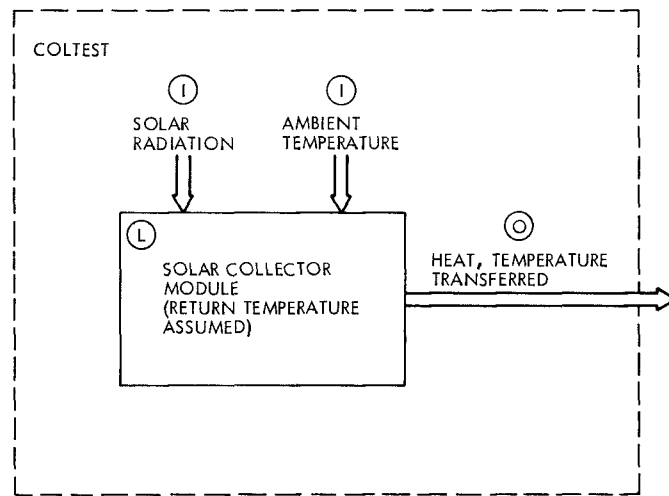 COLTEST
I
SOLAR
RADIATION
I
AMBIENT
TEMPERATURE
L
SOLAR COLLECTOR
MODULE
(RETURN TEMPERATURE
ASSUMED)
O
HEAT, TEMPERATURE
TRANSFERRED